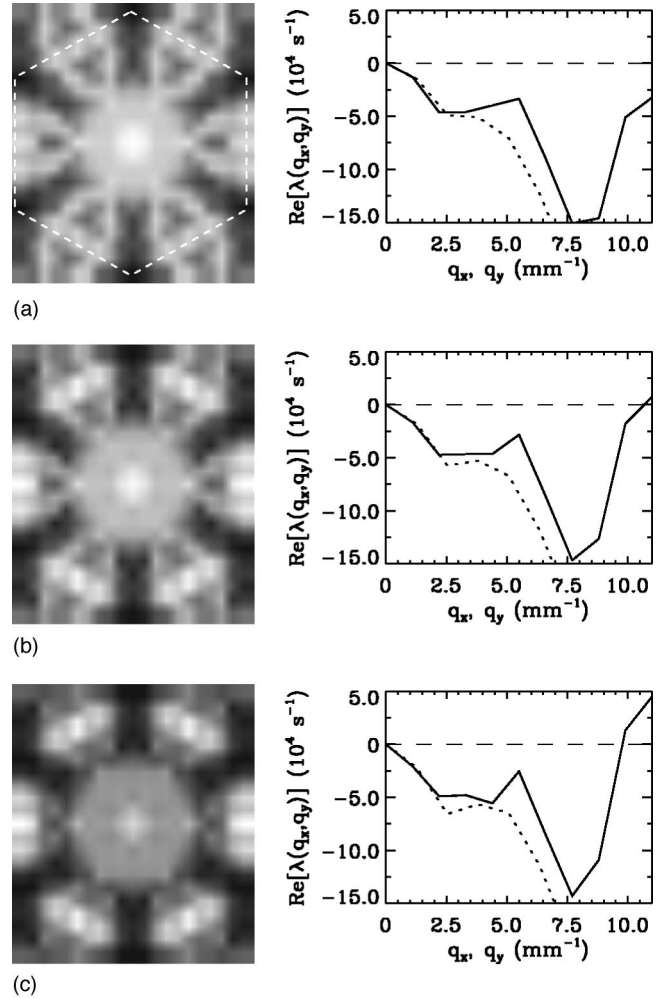 5.0
0
-5.0
-10.0
-15.0
Re[λ(qx,qy)] (10⁴ s⁻¹)
0 2.5 5.0 7.5 10.0
qx, qy (mm⁻¹)
(a)
5.0
0
-5.0
-10.0
-15.0
Re[λ(qx,qy)] (10⁴ s⁻¹)
0 2.5 5.0 7.5 10.0
qx, qy (mm⁻¹)
(b)
5.0
0
-5.0
-10.0
-15.0
Re[λ(qx,qy)] (10⁴ s⁻¹)
0 2.5 5.0 7.5 10.0
qx, qy (mm⁻¹)
(c)